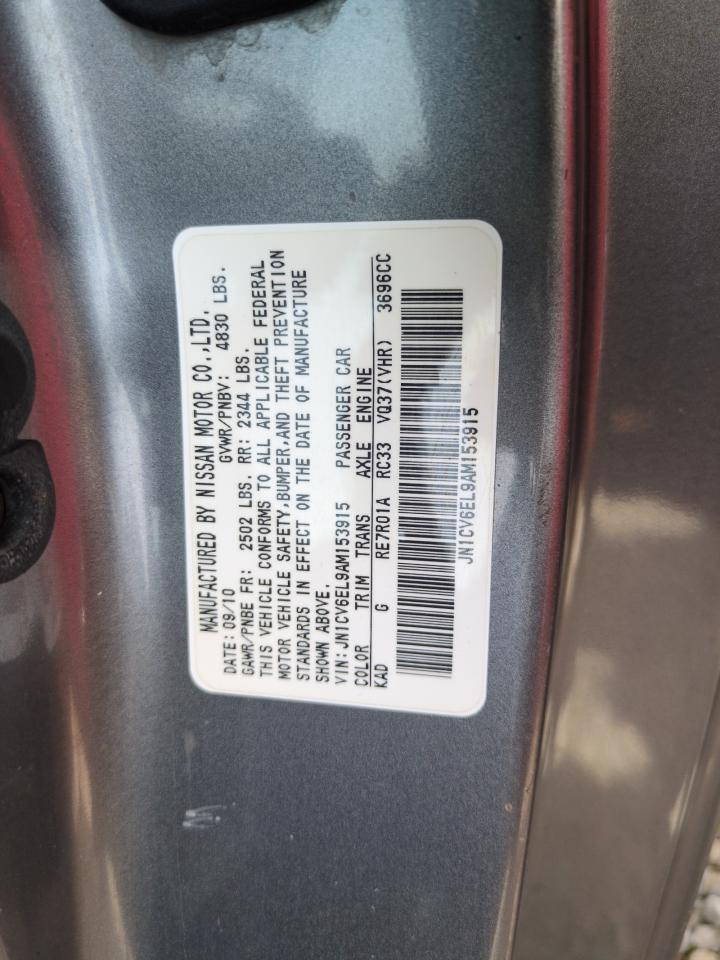 MANUFACTURED BY NISSAN MOTOR CO.,LTD.
DATE: 09/10 GVWR/PNBV: 4830 LBS.
GAWR/PNBE FR: 2502 LBS. RR: 2344 LBS.
THIS VEHICLE CONFORMS TO ALL APPLICABLE FEDERAL
MOTOR VEHICLE SAFETY,BUMPER,AND THEFT PREVENTION
STANDARDS IN EFFECT ON THE DATE OF MANUFACTURE
SHOWN ABOVE.
VIN:JN1CV6EL9AM153915 PASSENGER CAR
COLOR TRIM TRANS AXLE ENGINE
KAD G RE7R01A RC33 VQ37(VHR) 3696CC
JN1CV6EL9AM153915